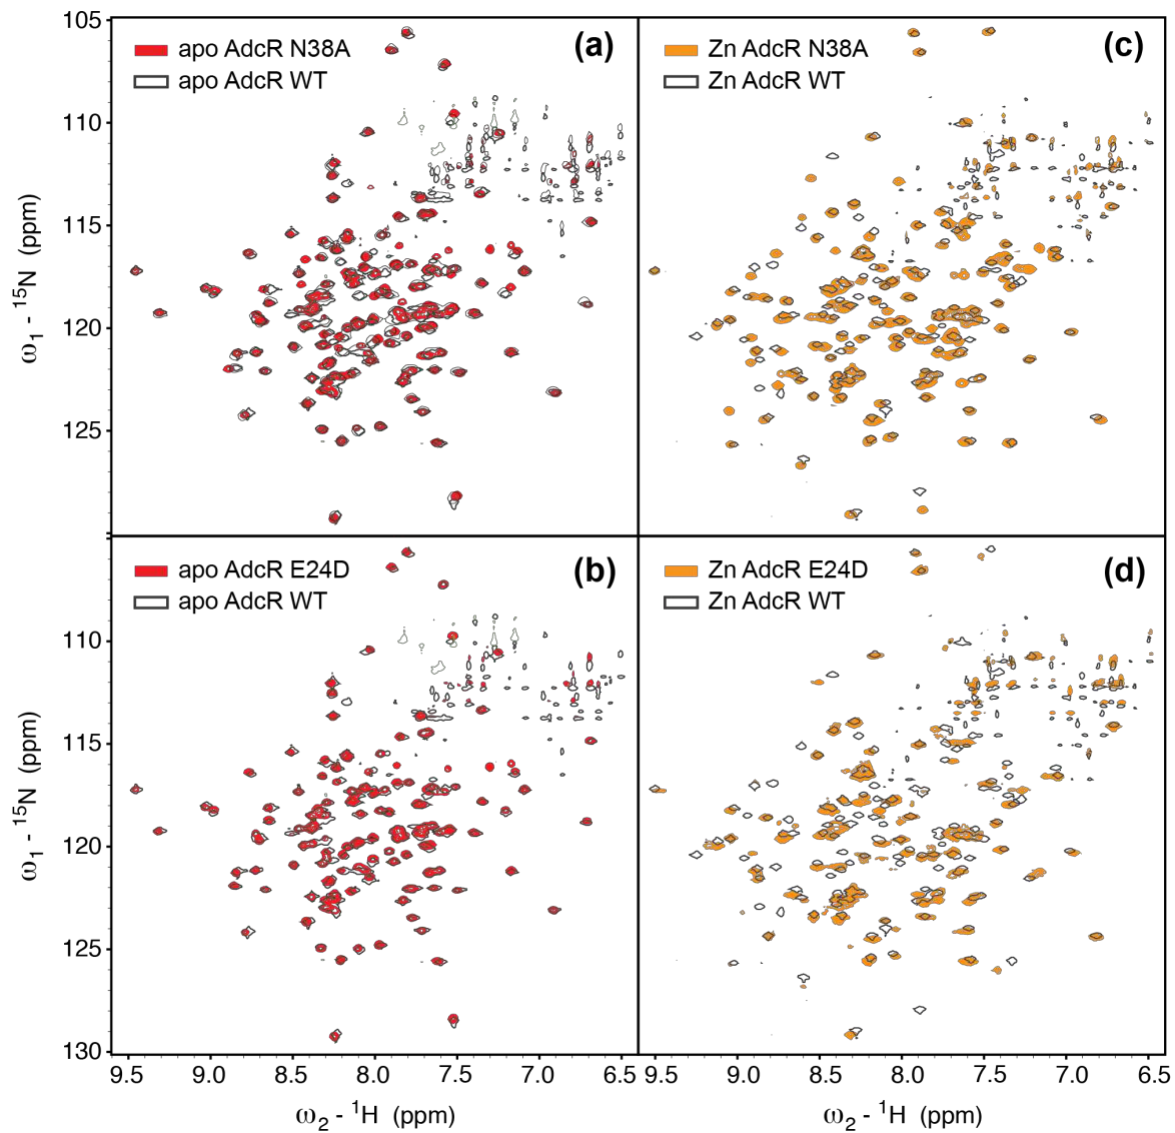 105
110
115
120
125
ω1 - 15N (ppm)
apo AdcR N38A
apo AdcR WT
(a)
Zn AdcR N38A
Zn AdcR WT
(c)
110
115
120
125
130
ω1 - 15N (ppm)
apo AdcR E24D
apo AdcR WT
(b)
Zn AdcR E24D
Zn AdcR WT
(d)
9.5 9.0 8.5 8.0 7.5 7.0 6.5
9.5 9.0 8.5 8.0 7.5 7.0 6.5
ω2 - 1H (ppm)
ω2 - 1H (ppm)